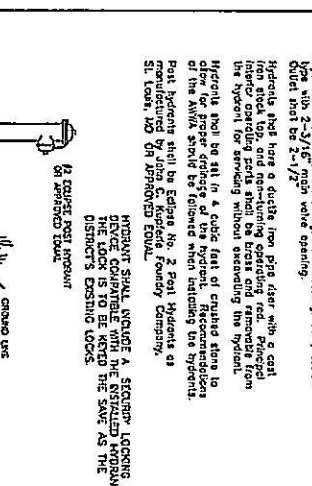 type with 2-3/16" main valve opening.
Outlet shall be 2-1/2"
Hydrants shall have a ductile iron pipe riser with a cast
iron stock top, and non-turning operating rod. Principal
interior operating parts shall be brass and removable from
the hydrant for servicing without excavating the hydrant.
Hydrants shall be set in 4 cubic feet of crushed stone to
allow for proper drainage of the hydrant. Recommendations
of the AWWA should be followed when installing the hydrants.
Post hydrants shall be Eclipse No. 2 Post Hydrants as
manufactured by John C. Kupferle Foundry Company,
St. Louis, MO OR APPROVED EQUAL.
HYDRANT SHALL INCLUDE A SECURITY LOCKING
DEVICE COMPATIBLE WITH THE INSTALLED HYDRAN
THE LOCK IS TO BE KEYED THE SAVE AS THE
DISTRICT'S EXISTING LOCKS.
#2 ECLIPSE POST HYDRANT
OR APPROVED EQUAL
GROUND LINE